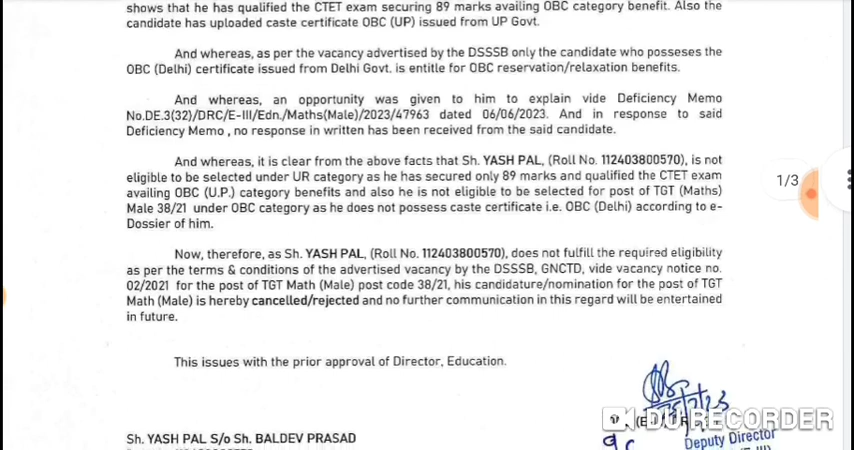 shows that he has qualified the CTET exam securing 89 marks availing OBC category benefit. Also the
candidate has uploaded caste certificate OBC (UP) issued from UP Govt.
And whereas, as per the vacancy advertised by the DSSSB only the candidate who posseses the
OBC (Delhi) certificate issued from Delhi Govt. is entitle for OBC reservation/relaxation benefits.
And whereas, an opportunity was given to him to explain vide Deficiency Memo
No.DE.3(32)/DRC/E-III/Edn./Maths(Male)/2023/47963 dated 06/06/2023. And in response to said
Deficiency Memo , no response in written has been received from the said candidate.
And whereas, it is clear from the above facts that Sh. YASH PAL, (Roll No. 112403800570), is not
eligible to be selected under UR category as he has secured only 89 marks and qualified the CTET exam
availing OBC (U.P.) category benefits and also he is not eligible to be selected for post of TGT (Maths)
Male 38/21 under OBC category as he does not possess caste certificate i.e. OBC (Delhi) according to e-
Dossier of him.
1/3
Now, therefore, as Sh. YASH PAL, (Roll No. 112403800570), does not fulfill the required eligibility
as per the terms & conditions of the advertised vacancy by the DSSSB, GNCTD, vide vacancy notice no.
02/2021 for the post of TGT Math (Male) post code 38/21, his candidature/nomination for the post of TGT
Math (Male) is hereby cancelled/rejected and no further communication in this regard will be entertained
in future.
This issues with the prior approval of Director, Education.
DU RECORDER
Deputy Director
Sh. YASH PAL S/o Sh. BALDEV PRASAD